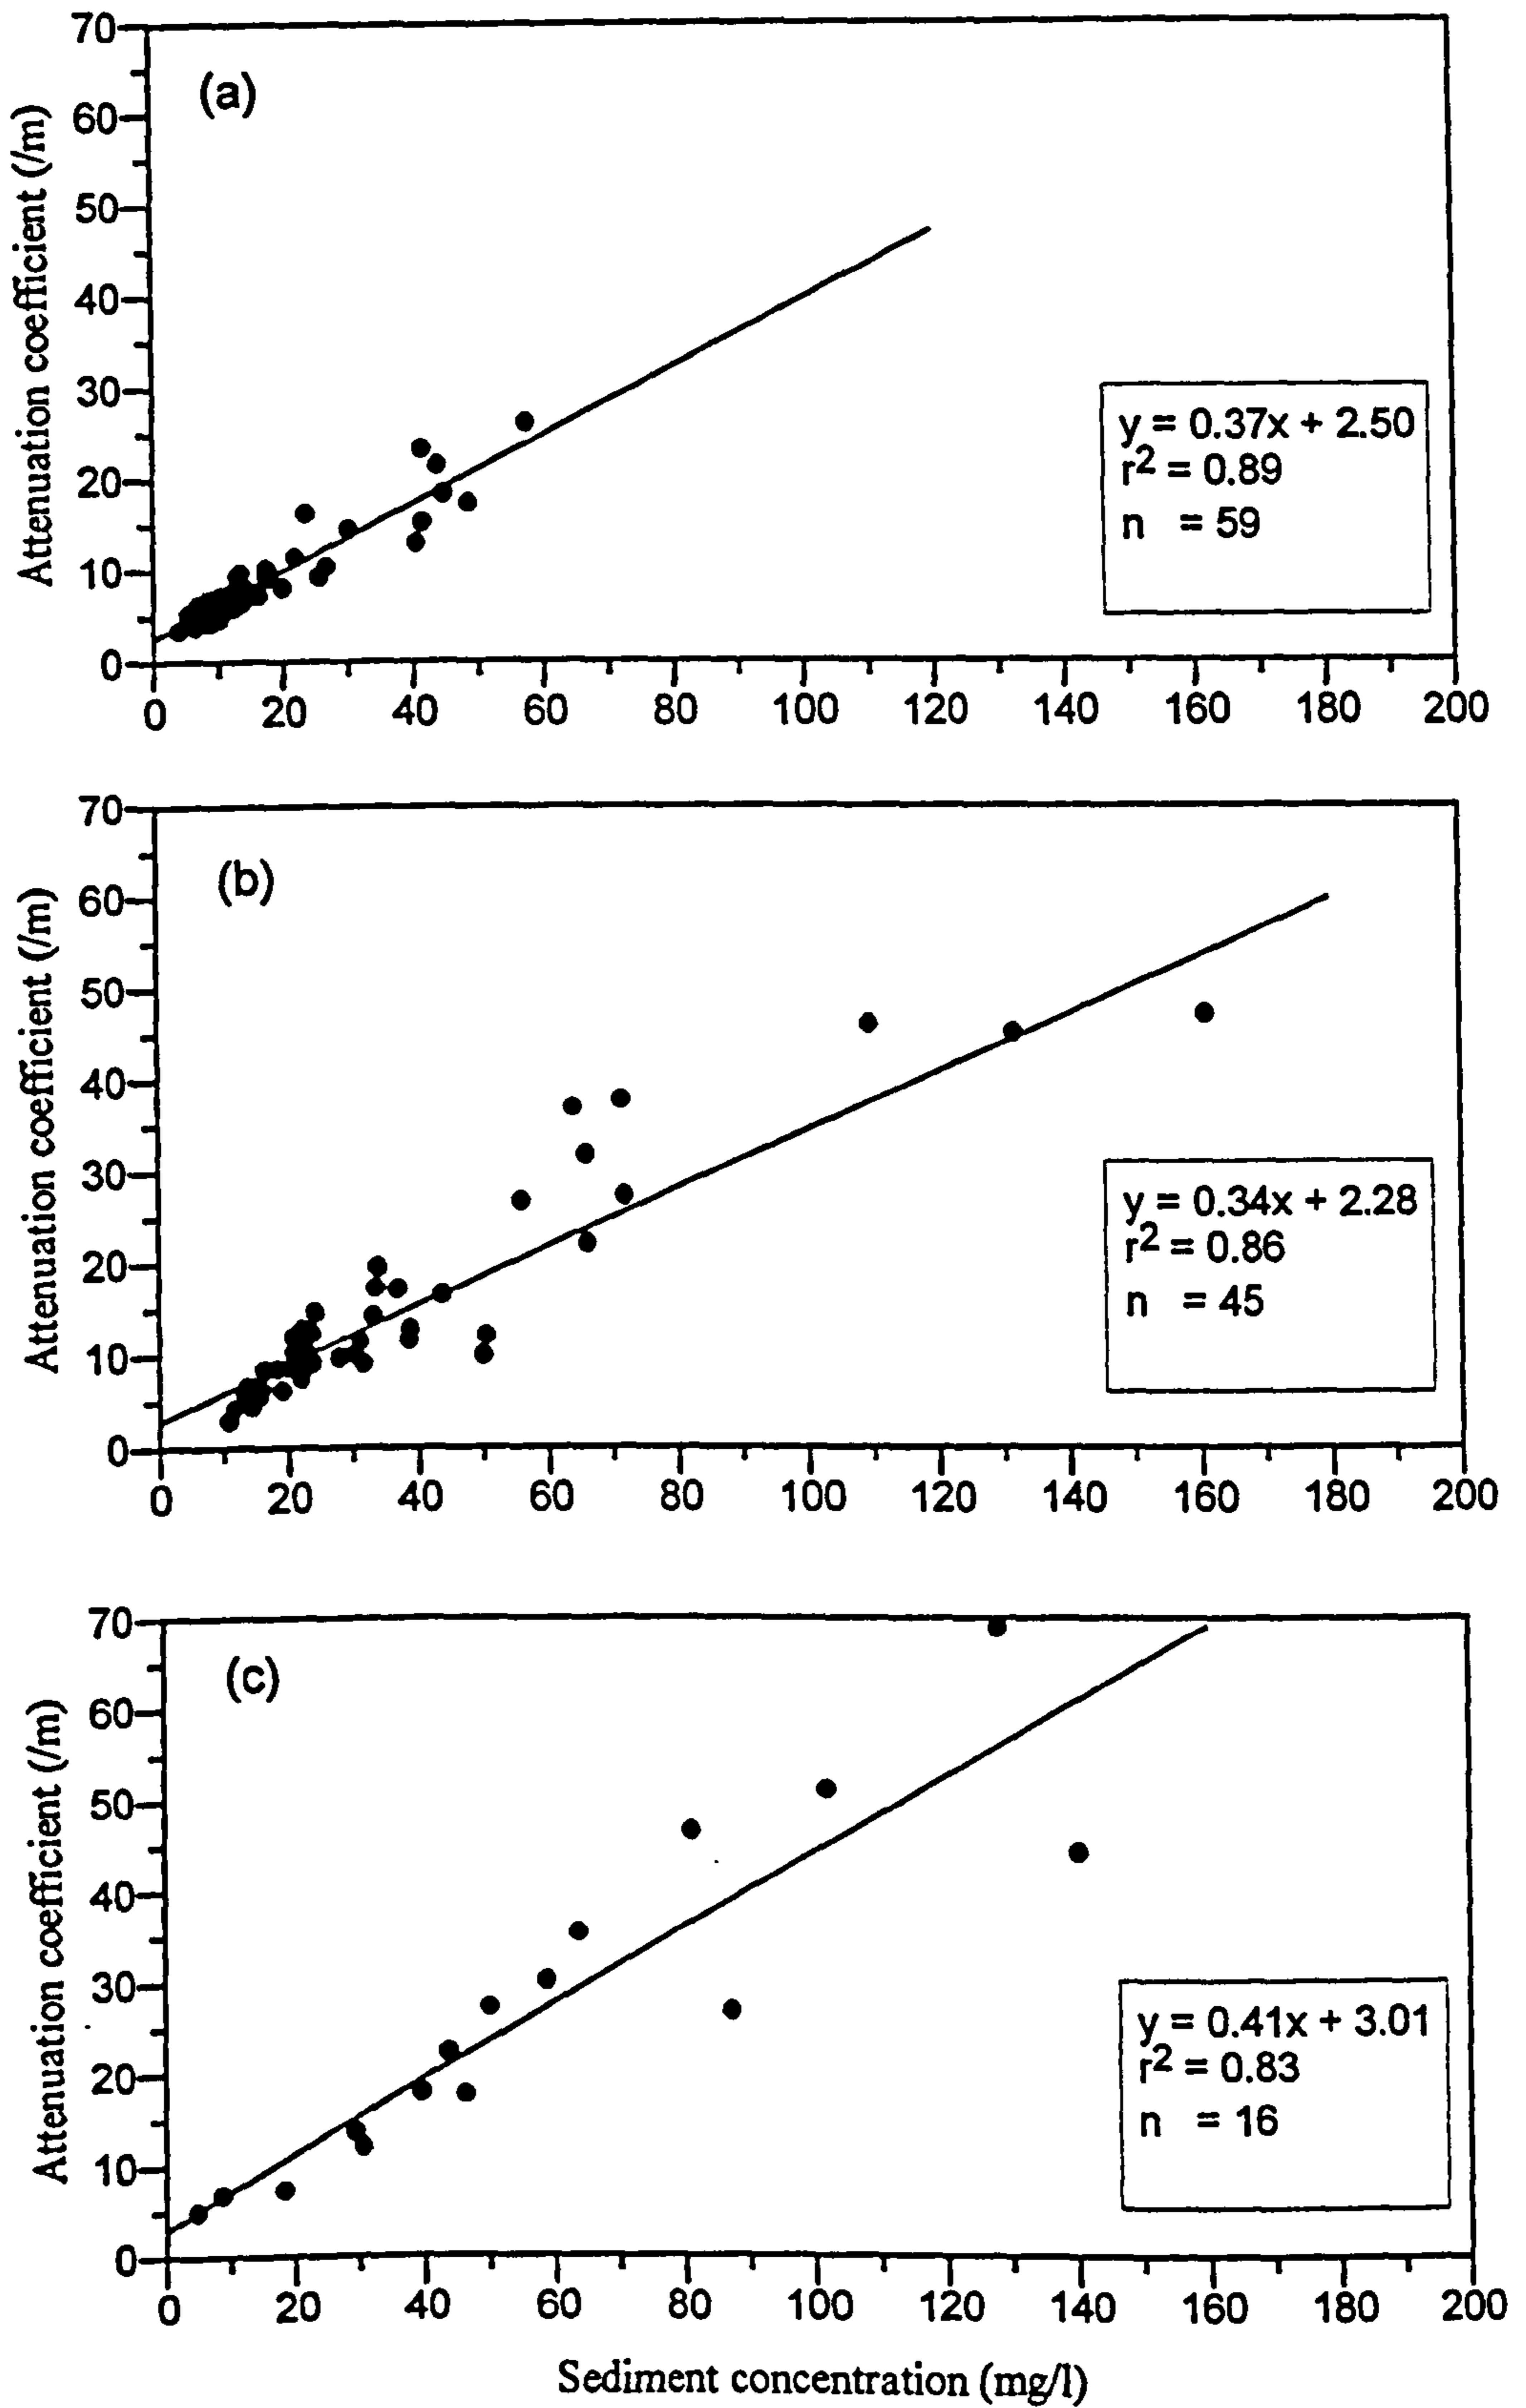 70
60
50
40
30
20
10
0
Attenuation coefficient (/m)
(a)
y = 0.37x + 2.50
r2 = 0.89
n = 59
0 20 40 60 80 100 120 140 160 180 200
70
60
50
40
30
20
10
0
Attenuation coefficient (/m)
(b)
y = 0.34x + 2.28
r2 = 0.86
n = 45
0 20 40 60 80 100 120 140 160 180 200
70
60
50
40
30
20
10
0
Attenuation coefficient (/m)
(c)
y = 0.41x + 3.01
r2 = 0.83
n = 16
0 20 40 60 80 100 120 140 160 180 200
Sediment concentration (mg/l)